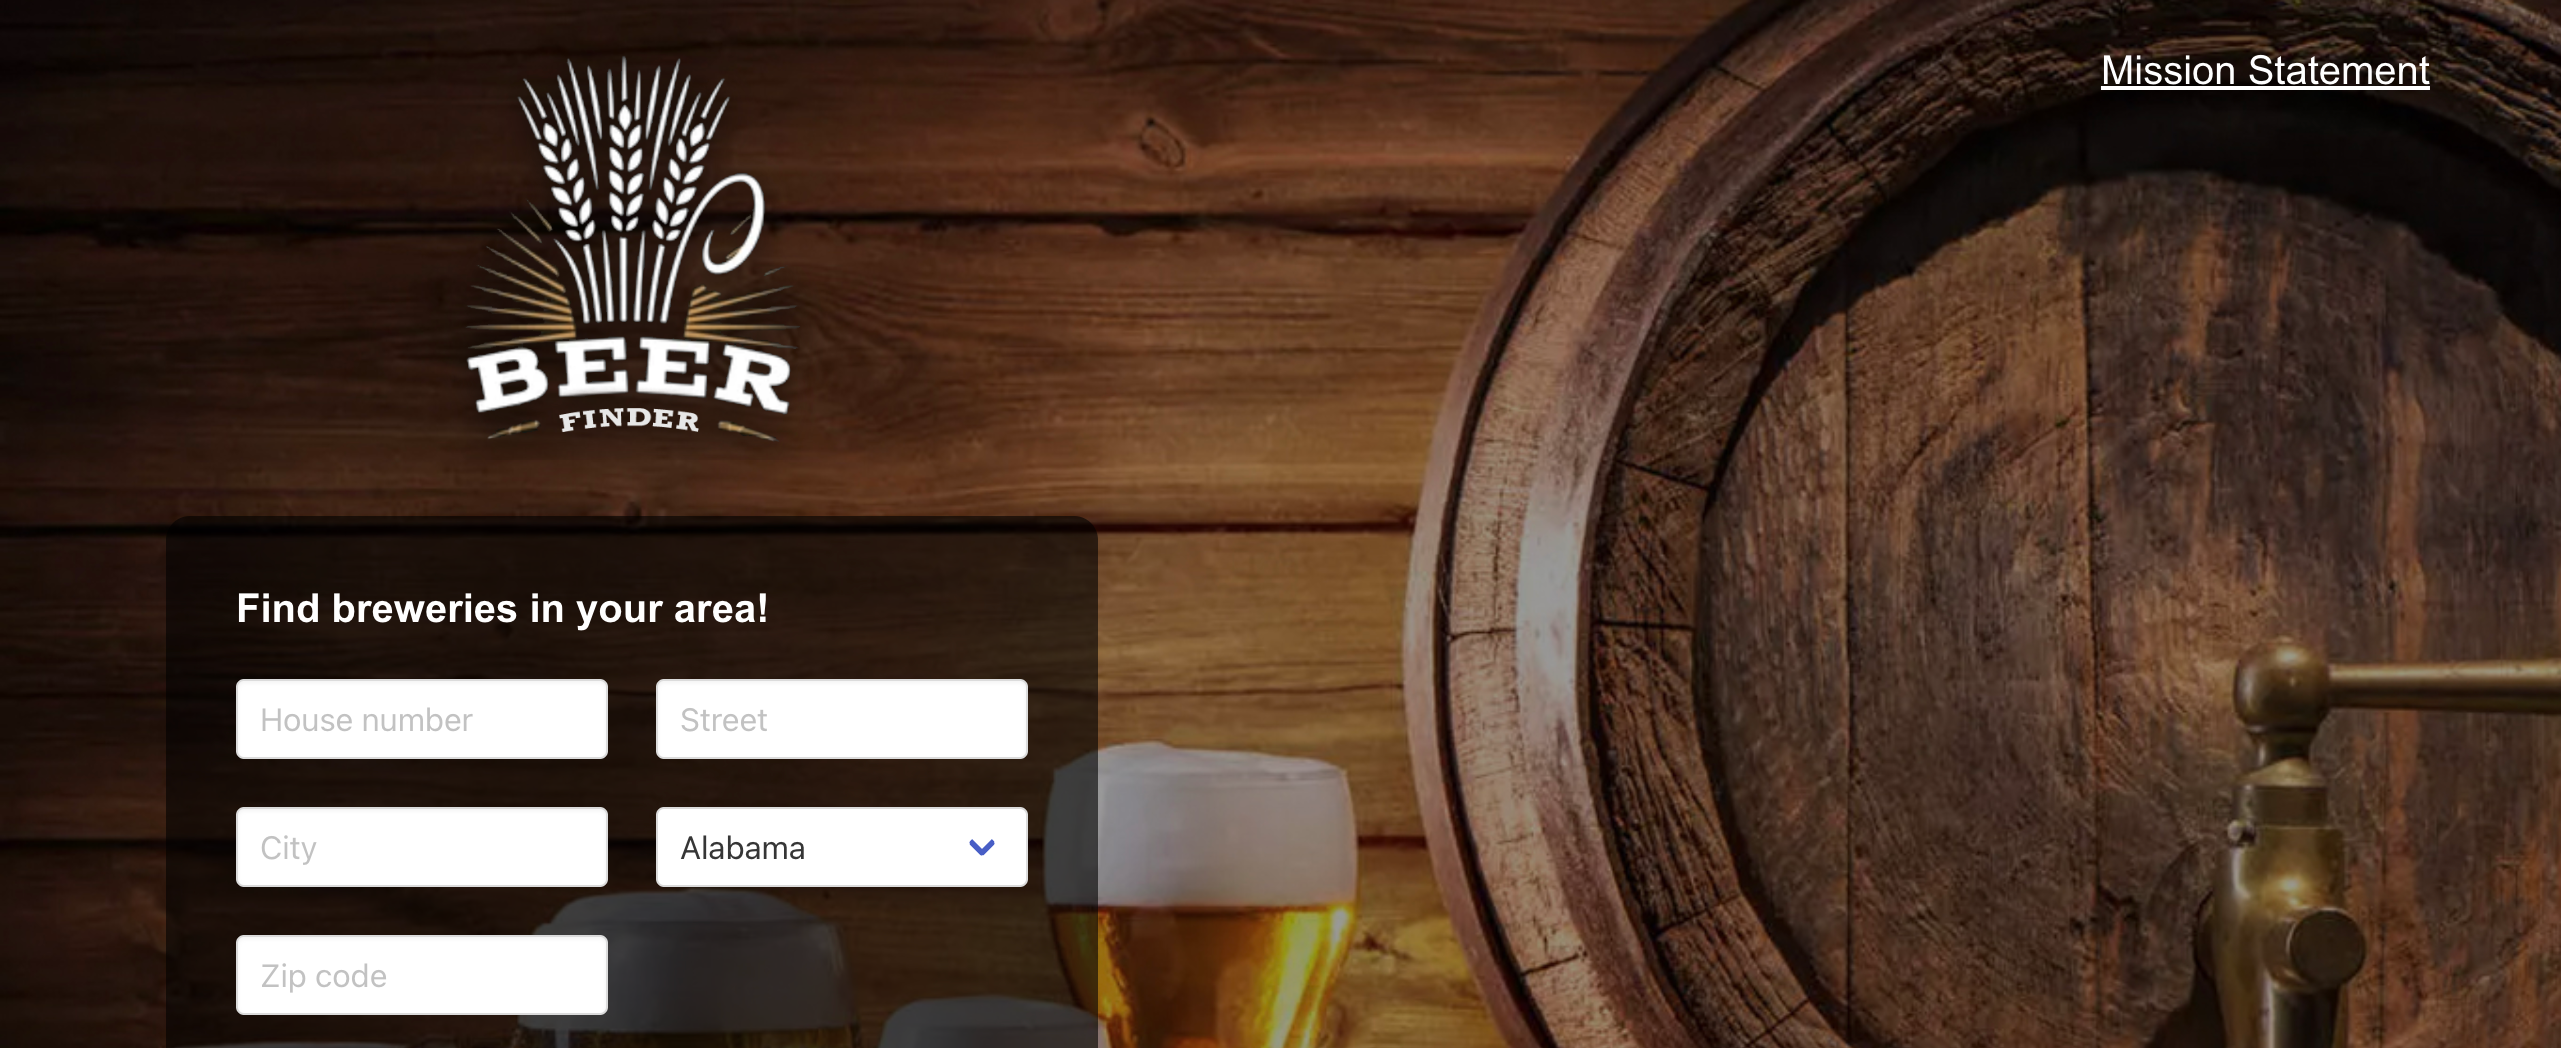 Mission Statement
BEER
FINDER
Find breweries in your area!
House number
Street
City
Alabama
Zip code